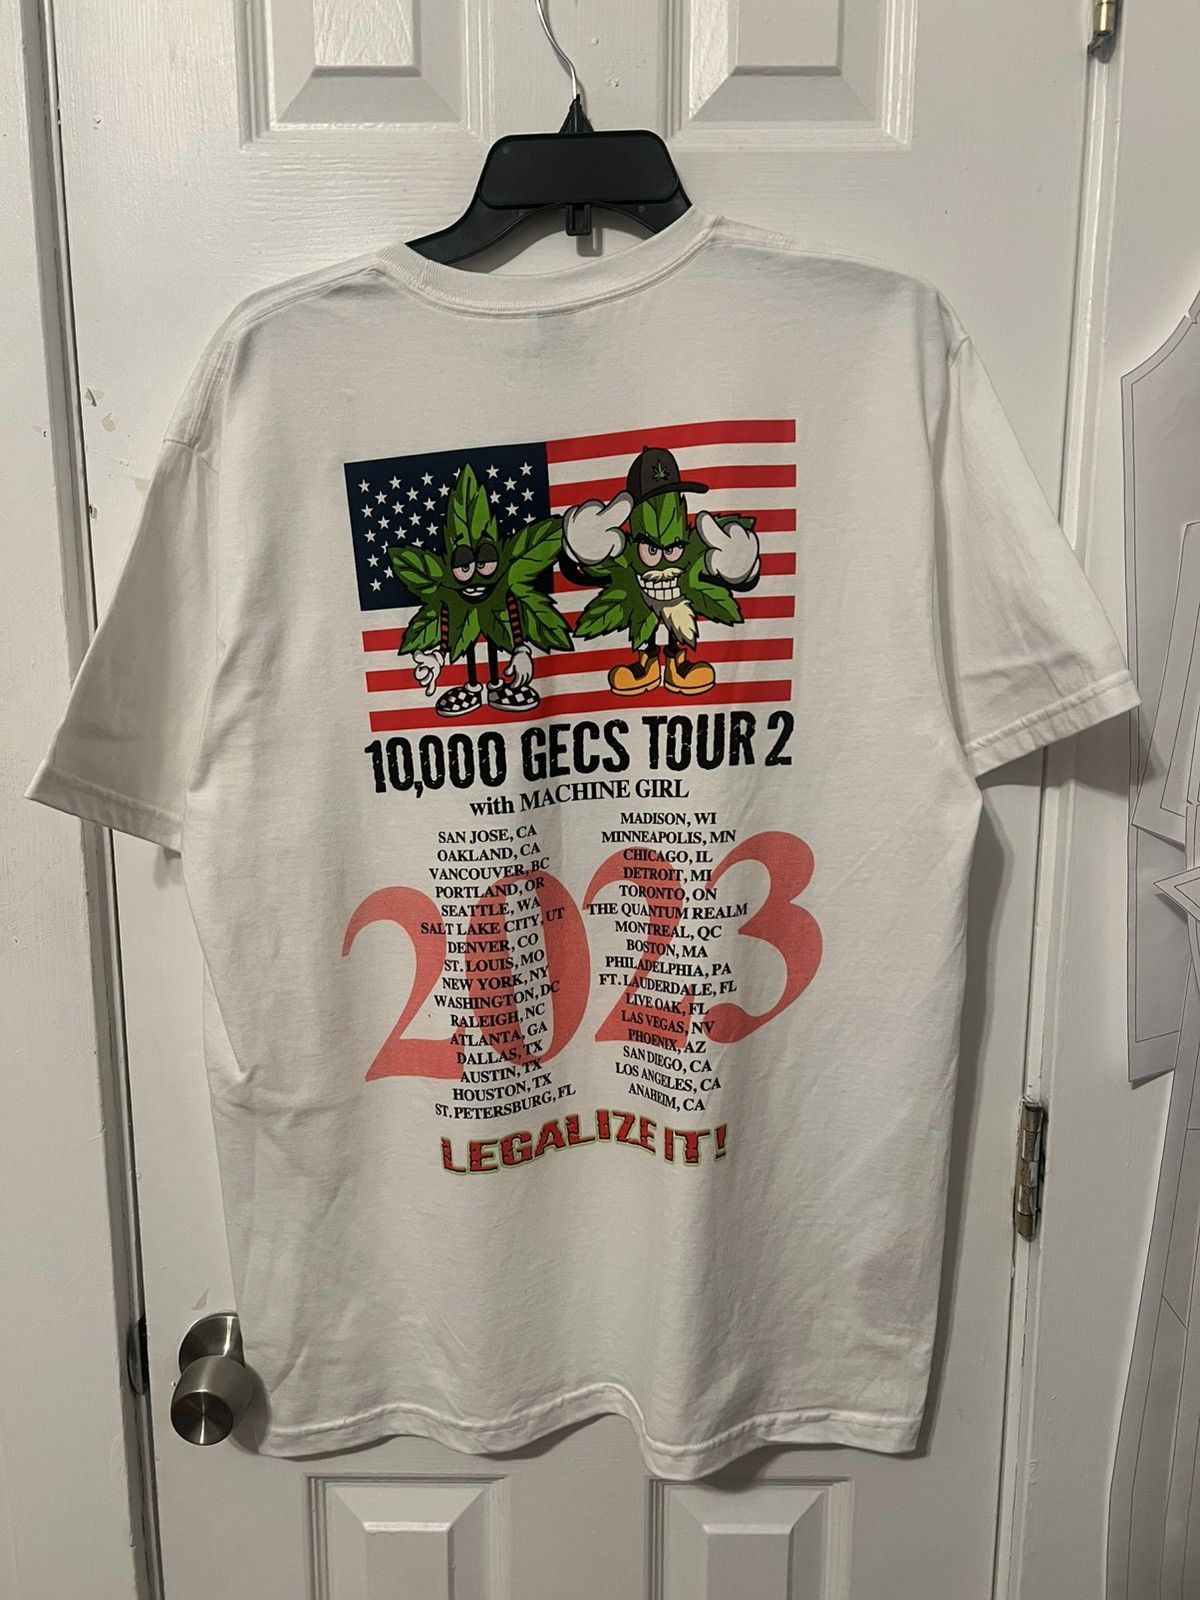 10,000 GECS TOUR 2
with MACHINE GIRL
SAN JOSE, CA
OAKLAND, CA
VANCOUVER, BC
PORTLAND, OR
SEATTLE, WA
SALT LAKE CITY, UT
DENVER, CO
ST. LOUIS, MO
NEW YORK, NY
WASHINGTON, DC
RALEIGH, NC
ATLANTA, GA
DALLAS, TX
AUSTIN, TX
HOUSTON, TX
ST. PETERSBURG, FL
MADISON, WI
MINNEAPOLIS, MN
CHICAGO, IL
DETROIT, MI
TORONTO, ON
THE QUANTUM REALM
MONTREAL, QC
BOSTON, MA
PHILADELPHIA, PA
FT. LAUDERDALE, FL
LIVE OAK, FL
LAS VEGAS, NV
PHOENIX, AZ
SAN DIEGO, CA
LOS ANGELES, CA
ANAHEIM, CA
2023
LEGALIZE IT!